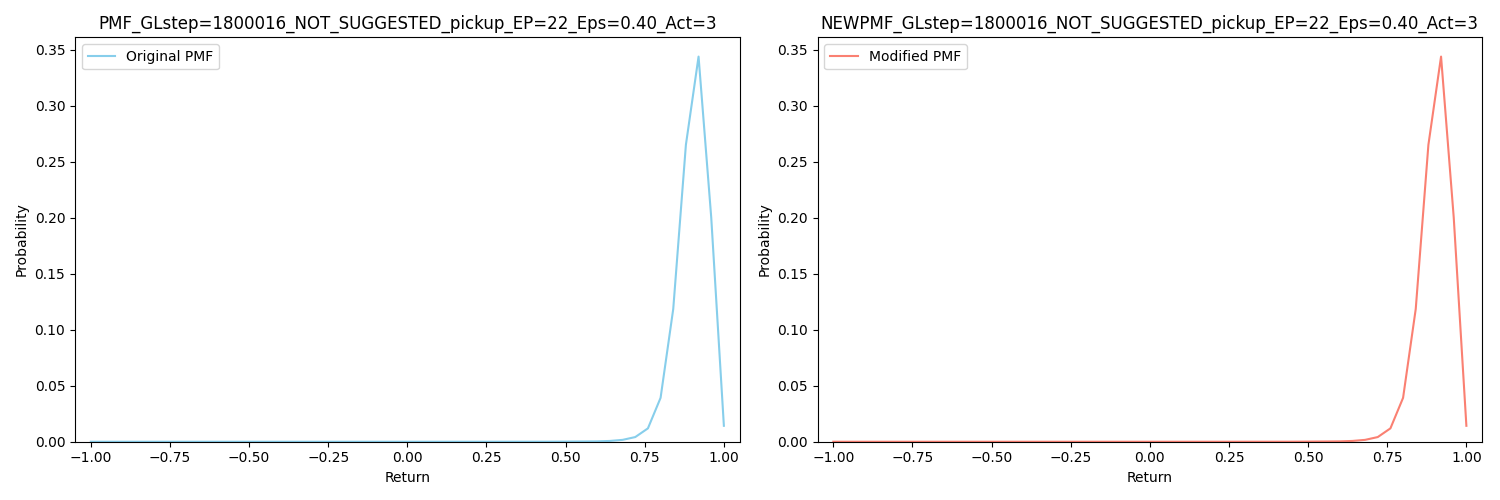 PMF_GLstep=1800016_NOT_SUGGESTED_pickup_EP=22_Eps=0.40_Act=3
Original PMF
Probability
0.35
0.30
0.25
0.20
0.15
0.10
0.05
0.00
−1.00 −0.75 −0.50 −0.25 0.00 0.25 0.50 0.75 1.00
Return
NEWPMF_GLstep=1800016_NOT_SUGGESTED_pickup_EP=22_Eps=0.40_Act=3
Modified PMF
Probability
0.35
0.30
0.25
0.20
0.15
0.10
0.05
0.00
−1.00 −0.75 −0.50 −0.25 0.00 0.25 0.50 0.75 1.00
Return